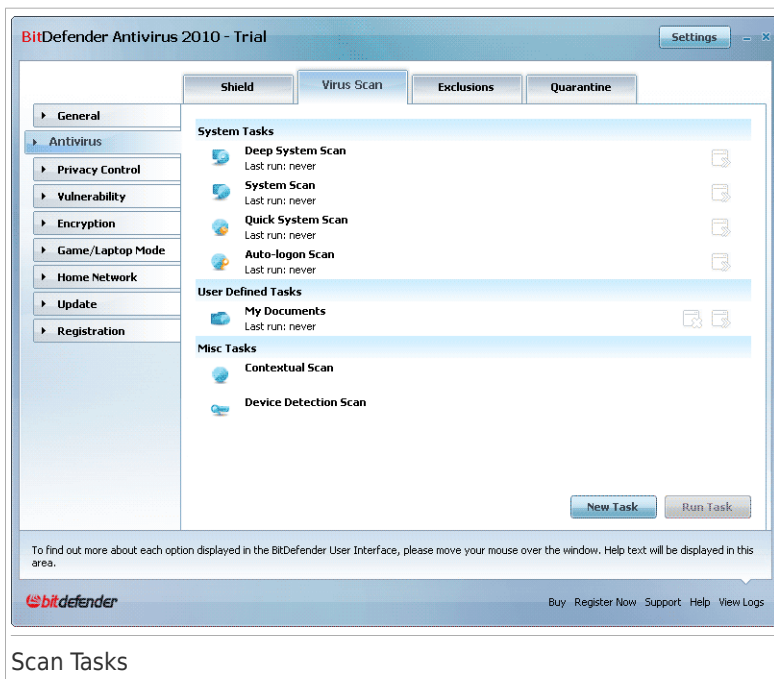 BitDefender Antivirus 2010 - Trial
Settings
Shield
Virus Scan
Exclusions
Quarantine
General
Antivirus
Privacy Control
Vulnerability
Encryption
Game/Laptop Mode
Home Network
Update
Registration
System Tasks
Deep System Scan
Last run: never
System Scan
Last run: never
Quick System Scan
Last run: never
Auto-logon Scan
Last run: never
User Defined Tasks
My Documents
Last run: never
Misc Tasks
Contextual Scan
Device Detection Scan
New Task
Run Task
To find out more about each option displayed in the BitDefender User Interface, please move your mouse over the window. Help text will be displayed in this
area.
bitdefender
Buy Register Now Support Help View Logs
Scan Tasks